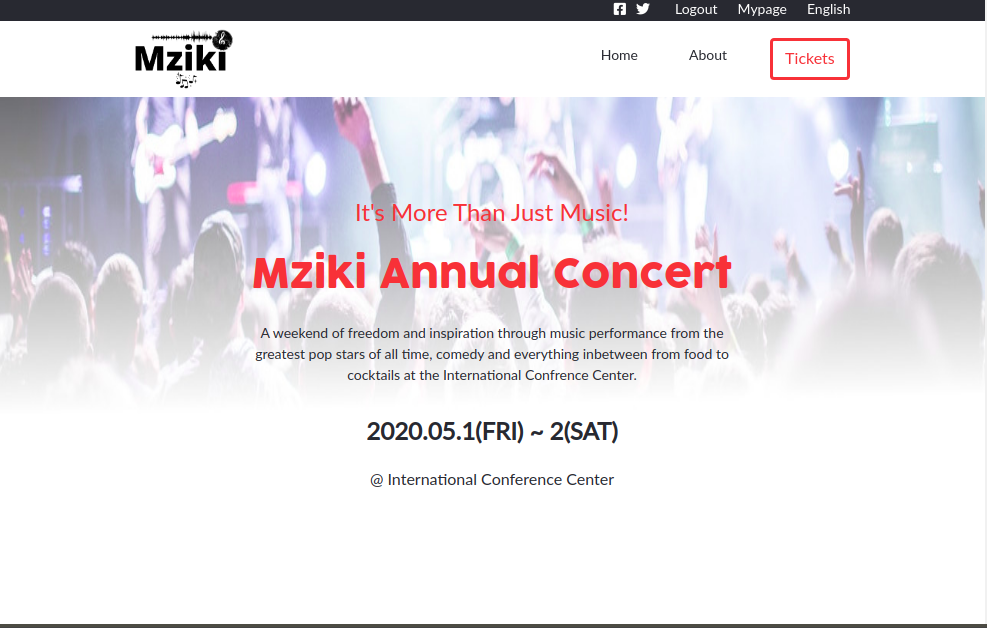 Logout Mypage English
Mziki
Home About Tickets
It's More Than Just Music!
Mziki Annual Concert
A weekend of freedom and inspiration through music performance from the
greatest pop stars of all time, comedy and everything inbetween from food to
cocktails at the International Confrence Center.
2020.05.1(FRI) ~ 2(SAT)
@ International Conference Center